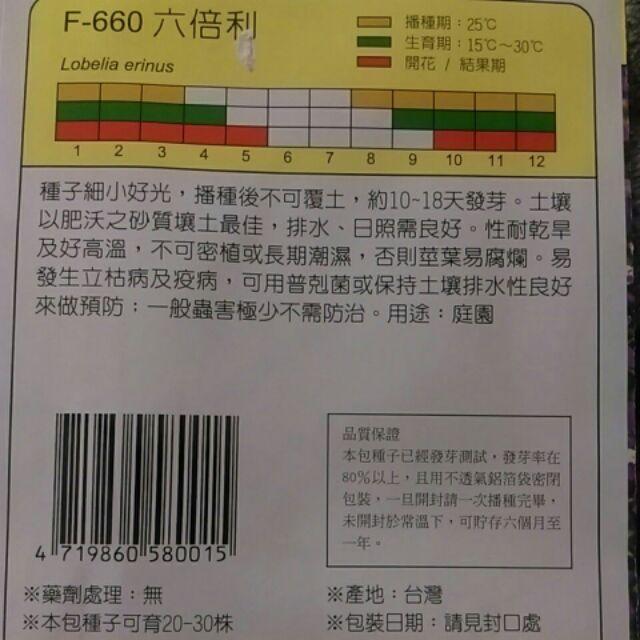 F-660 六倍利
Lobelia erinus
播種期：25℃
生育期：15℃～30℃
開花 / 結果期
1 2 3 4 5 6 7 8 9 10 11 12
種子細小好光，播種後不可覆土，約10~18天發芽。土壤
以肥沃之砂質壤土最佳，排水、日照需良好。性耐乾旱
及好高溫，不可密植或長期潮濕，否則莖葉易腐爛。易
發生立枯病及疫病，可用普剋菌或保持土壤排水性良好
來做預防；一般蟲害極少不需防治。用途：庭園
品質保證
本包種子已經發芽測試，發芽率在
80%以上，且用不透氣鋁箔袋密閉
包裝，一旦開封請一次播種完畢，
未開封於常溫下，可貯存六個月至
一年。
4 719860 580015
※藥劑處理：無
※本包種子可育20-30株
※產地：台灣
※包裝日期：請見封口處